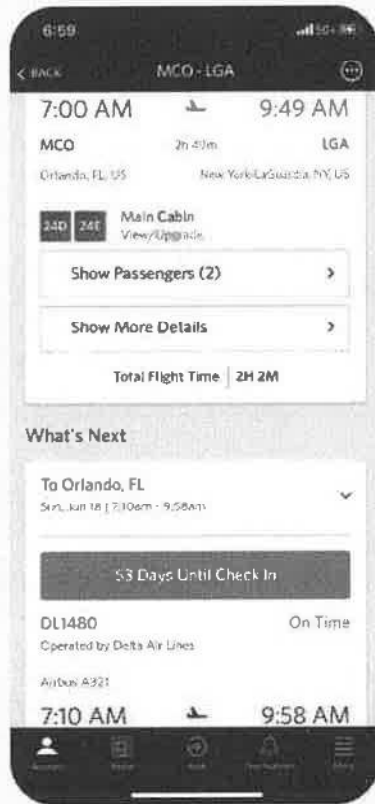 6:59
< BACK
MCO - LGA
7:00 AM
9:49 AM
MCO
2h 49m
LGA
Orlando, FL, US
New York-LaGuardia, NY, US
24D 24E
Main Cabin
View/Upgrade
Show Passengers (2) >
Show More Details >
Total Flight Time | 2H 2M
What's Next
To Orlando, FL
Sun, Jun 18 | 7:10am - 9:58am
53 Days Until Check In
DL1480
On Time
Operated by Delta Air Lines
Airbus A321
7:10 AM
9:58 AM